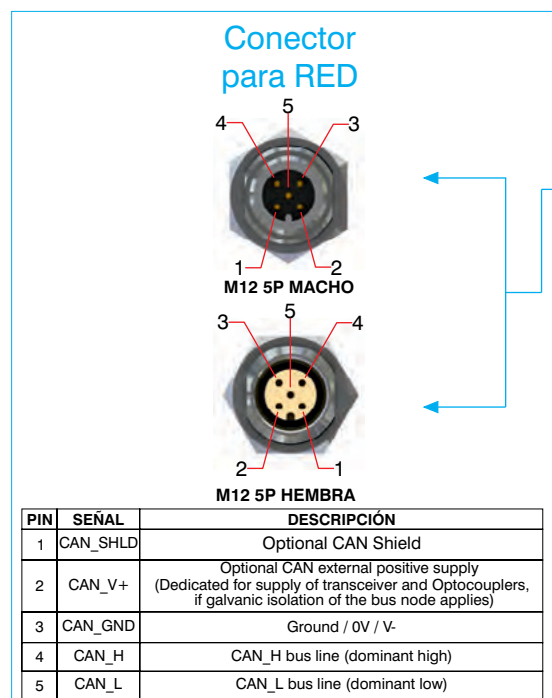 Conector
para RED
5
4 3
1 2
M12 5P MACHO
5
3 4
2 1
M12 5P HEMBRA
PIN SEÑAL DESCRIPCIÓN
1 CAN_SHLD Optional CAN Shield
2 CAN_V+ Optional CAN external positive supply
(Dedicated for supply of transceiver and Optocouplers,
if galvanic isolation of the bus node applies)
3 CAN_GND Ground / 0V / V-
4 CAN_H CAN_H bus line (dominant high)
5 CAN_L CAN_L bus line (dominant low)